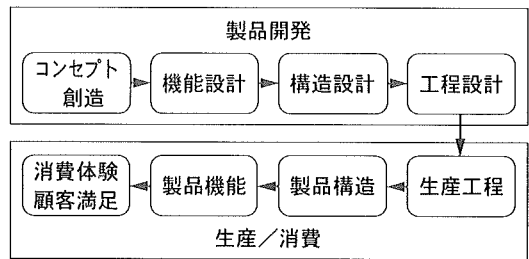 製品開発
コンセプト
創造
機能設計
構造設計
工程設計
消費体験
顧客満足
製品機能
製品構造
生産工程
生産／消費